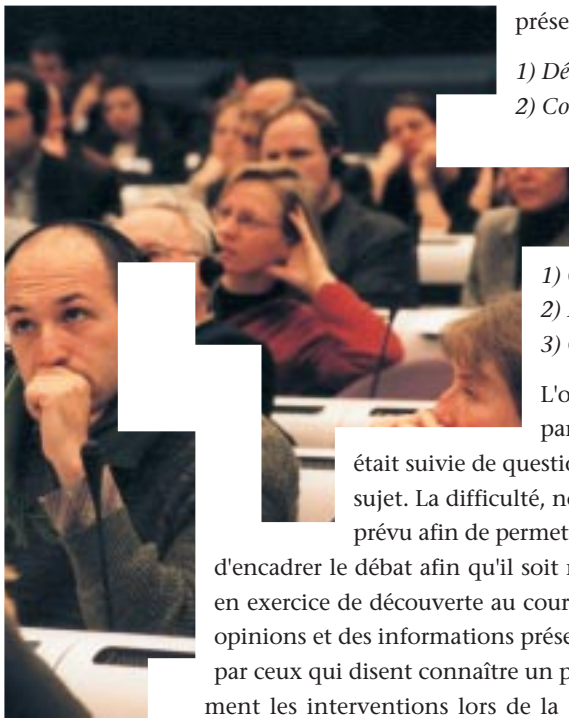 prése
1) Dé
2) Co
1)
2)
3)
L'o
par
était suivie de questio
sujet. La difficulté, n
prévu afin de permet
d'encadrer le débat afin qu'il soit
en exercice de découverte au cour
opinions et des informations prése
par ceux qui disent connaître un p
ment les interventions lors de la